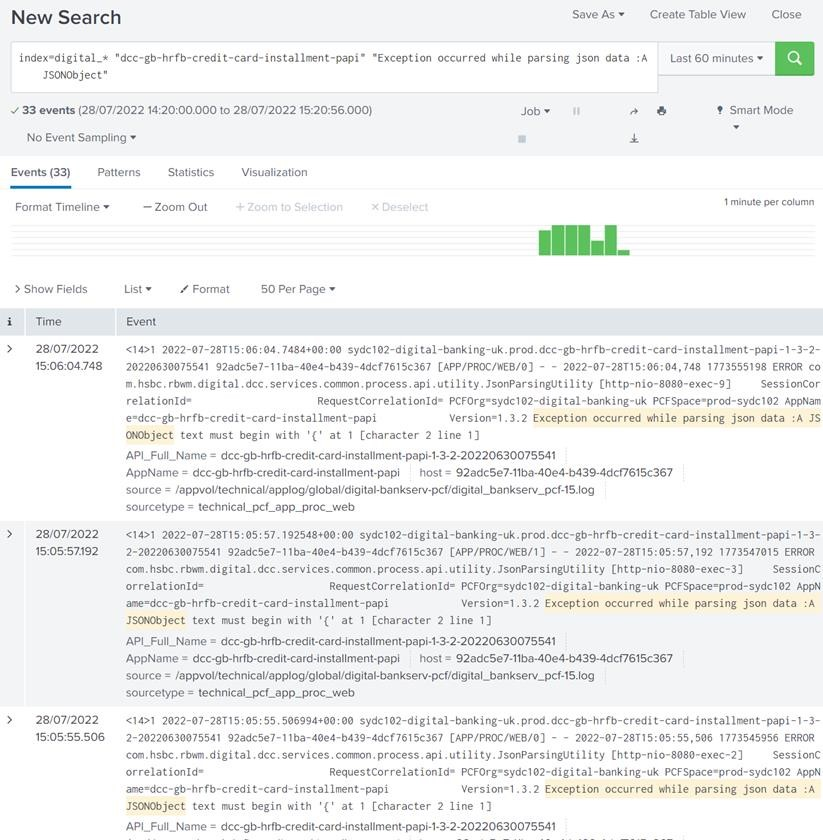 New Search
Save As Create Table View Close
index=digital_* "dcc-gb-hrfb-credit-card-installment-papi" "Exception occurred while parsing json data :A
JSONObject"
Last 60 minutes
33 events (28/07/2022 14:20:00.000 to 28/07/2022 15:20:56.000)
Job
Smart Mode
No Event Sampling
Events (33) Patterns Statistics Visualization
Format Timeline — Zoom Out + Zoom to Selection × Deselect
1 minute per column
> Show Fields List Format 50 Per Page
i Time Event
28/07/2022
15:06:04.748
<14>1 2022-07-28T15:06:04.7484+00:00 sydc102-digital-banking-uk.prod.dcc-gb-hrfb-credit-card-installment-papi-1-3-2-
20220630075541 92adc5e7-11ba-40e4-b439-4dcf7615c367 [APP/PROC/WEB/0] - - 2022-07-28T15:06:04,748 1773555198 ERROR co
m.hsbc.rbwm.digital.dcc.services.common.process.api.utility.JsonParsingUtility [http-nio-8080-exec-9] SessionCor
relationId= RequestCorrelationId= PCFOrg=sydc102-digital-banking-uk PCFSpace=prod-sydc102 AppNam
e=dcc-gb-hrfb-credit-card-installment-papi Version=1.3.2 Exception occurred while parsing json data :A JS
ONObject text must begin with '{' at 1 [character 2 line 1]
API_Full_Name = dcc-gb-hrfb-credit-card-installment-papi-1-3-2-20220630075541
AppName = dcc-gb-hrfb-credit-card-installment-papi host = 92adc5e7-11ba-40e4-b439-4dcf7615c367
source = /appvol/technical/applog/global/digital-bankserv-pcf/digital_bankserv_pcf-15.log
sourcetype = technical_pcf_app_proc_web
28/07/2022
15:05:57.192
<14>1 2022-07-28T15:05:57.192548+00:00 sydc102-digital-banking-uk.prod.dcc-gb-hrfb-credit-card-installment-papi-1-3-
2-20220630075541 92adc5e7-11ba-40e4-b439-4dcf7615c367 [APP/PROC/WEB/1] - - 2022-07-28T15:05:57,192 1773547015 ERROR
com.hsbc.rbwm.digital.dcc.services.common.process.api.utility.JsonParsingUtility [http-nio-8080-exec-3] SessionC
orrelationId= RequestCorrelationId= PCFOrg=sydc102-digital-banking-uk PCFSpace=prod-sydc102 AppN
ame=dcc-gb-hrfb-credit-card-installment-papi Version=1.3.2 Exception occurred while parsing json data :A
JSONObject text must begin with '{' at 1 [character 2 line 1]
API_Full_Name = dcc-gb-hrfb-credit-card-installment-papi-1-3-2-20220630075541
AppName = dcc-gb-hrfb-credit-card-installment-papi host = 92adc5e7-11ba-40e4-b439-4dcf7615c367
source = /appvol/technical/applog/global/digital-bankserv-pcf/digital_bankserv_pcf-15.log
sourcetype = technical_pcf_app_proc_web
28/07/2022
15:05:55.506
<14>1 2022-07-28T15:05:55.506994+00:00 sydc102-digital-banking-uk.prod.dcc-gb-hrfb-credit-card-installment-papi-1-3-
2-20220630075541 92adc5e7-11ba-40e4-b439-4dcf7615c367 [APP/PROC/WEB/0] - - 2022-07-28T15:05:55,506 1773545956 ERROR
com.hsbc.rbwm.digital.dcc.services.common.process.api.utility.JsonParsingUtility [http-nio-8080-exec-2] SessionC
orrelationId= RequestCorrelationId= PCFOrg=sydc102-digital-banking-uk PCFSpace=prod-sydc102 AppN
ame=dcc-gb-hrfb-credit-card-installment-papi Version=1.3.2 Exception occurred while parsing json data :A
JSONObject text must begin with '{' at 1 [character 2 line 1]
API_Full_Name = dcc-gb-hrfb-credit-card-installment-papi-1-3-2-20220630075541